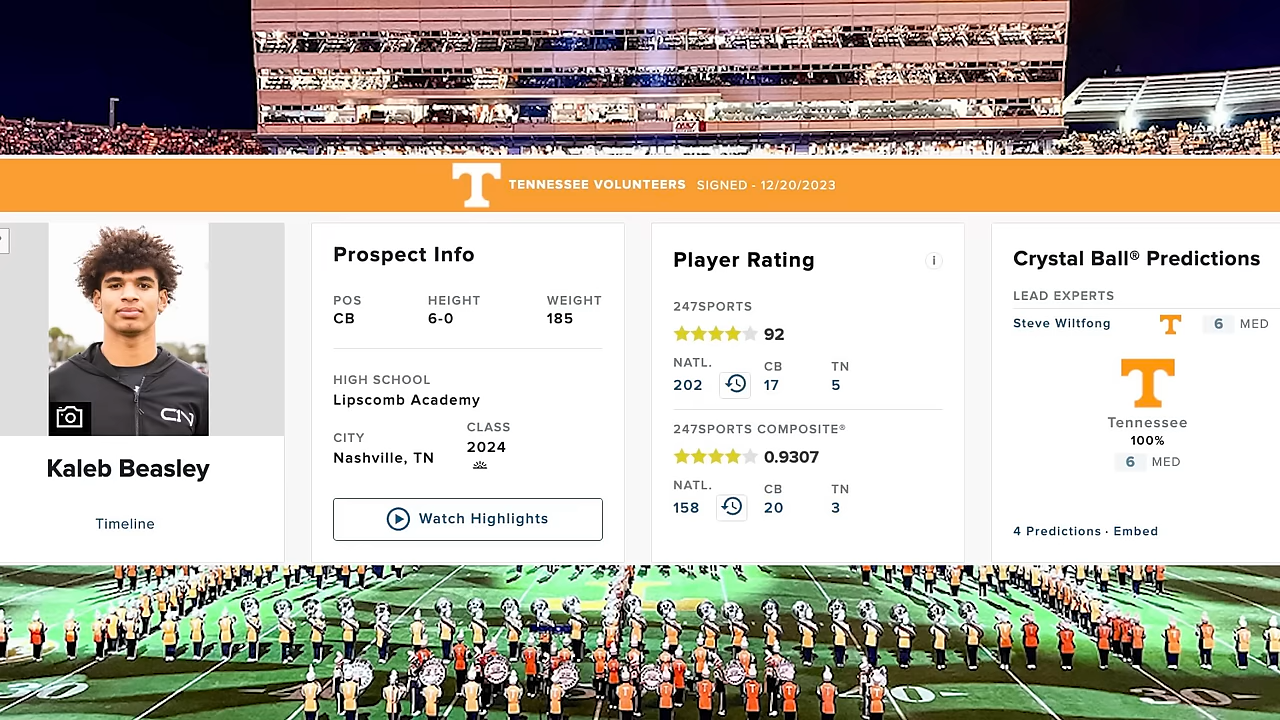 TENNESSEE VOLUNTEERS SIGNED - 12/20/2023
Kaleb Beasley
Timeline
Prospect Info
POS HEIGHT WEIGHT
CB 6-0 185
HIGH SCHOOL
Lipscomb Academy
CITY CLASS
Nashville, TN 2024
Watch Highlights
Player Rating i
247SPORTS
92
NATL. CB TN
202 17 5
247SPORTS COMPOSITE®
0.9307
NATL. CB TN
158 20 3
Crystal Ball® Predictions
LEAD EXPERTS
Steve Wiltfong T 6 MED
T
Tennessee
100%
6 MED
4 Predictions · Embed
30 40 30